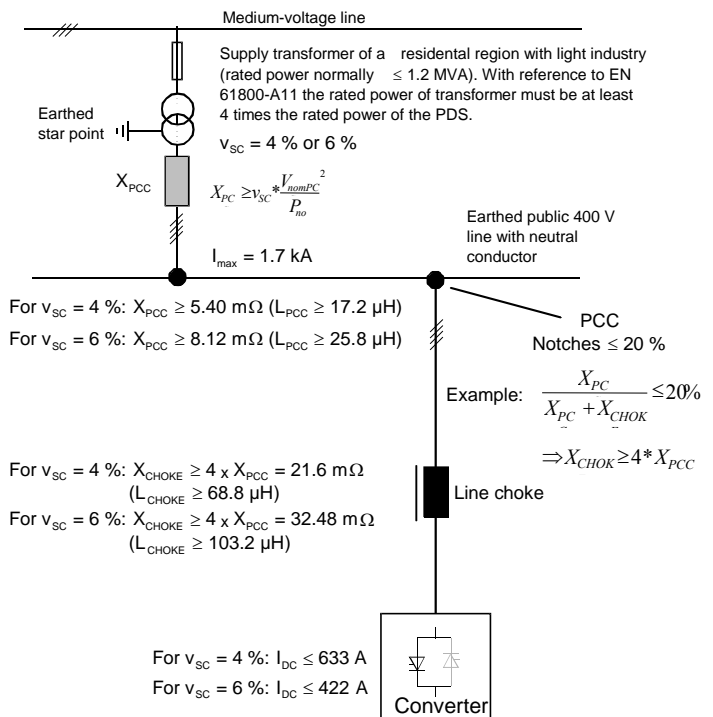 Medium-voltage line
Supply transformer of a residental region with light industry
(rated power normally ≤ 1.2 MVA). With reference to EN
61800-A11 the rated power of transformer must be at least
4 times the rated power of the PDS.
Earthed
star point
v_SC = 4 % or 6 %
X_PCC
X_PC ≥ v_SC * V_nomPC² / P_no
Earthed public 400 V
line with neutral
conductor
I_max = 1.7 kA
For v_SC = 4 %: X_PCC ≥ 5.40 mΩ (L_PCC ≥ 17.2 µH)
For v_SC = 6 %: X_PCC ≥ 8.12 mΩ (L_PCC ≥ 25.8 µH)
PCC
Notches ≤ 20 %
Example: X_PC / (X_PC + X_CHOK) ≤ 20%
⇒ X_CHOK ≥ 4 * X_PCC
For v_SC = 4 %: X_CHOKE ≥ 4 x X_PCC = 21.6 mΩ
(L_CHOKE ≥ 68.8 µH)
For v_SC = 6 %: X_CHOKE ≥ 4 x X_PCC = 32.48 mΩ
(L_CHOKE ≥ 103.2 µH)
Line choke
For v_SC = 4 %: I_DC ≤ 633 A
For v_SC = 6 %: I_DC ≤ 422 A
Converter